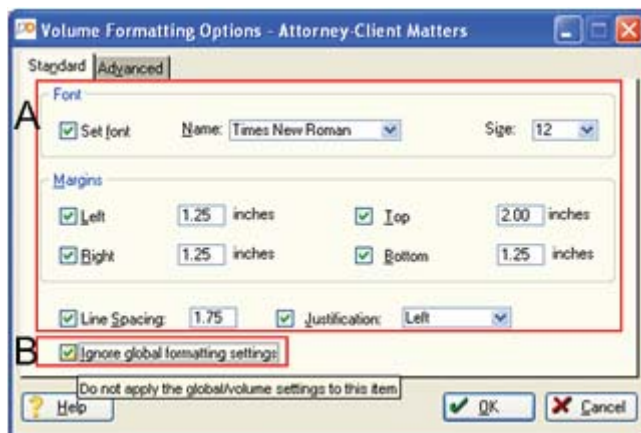 Volume Formatting Options - Attorney-Client Matters
Standard Advanced
A
Font
Set font Name: Times New Roman Size: 12
Margins
Left 1.25 inches Top 2.00 inches
Right 1.25 inches Bottom 1.25 inches
Line Spacing: 1.75 Justification: Left
B Ignore global formatting settings
Do not apply the global/volume settings to this item
? Help OK Cancel